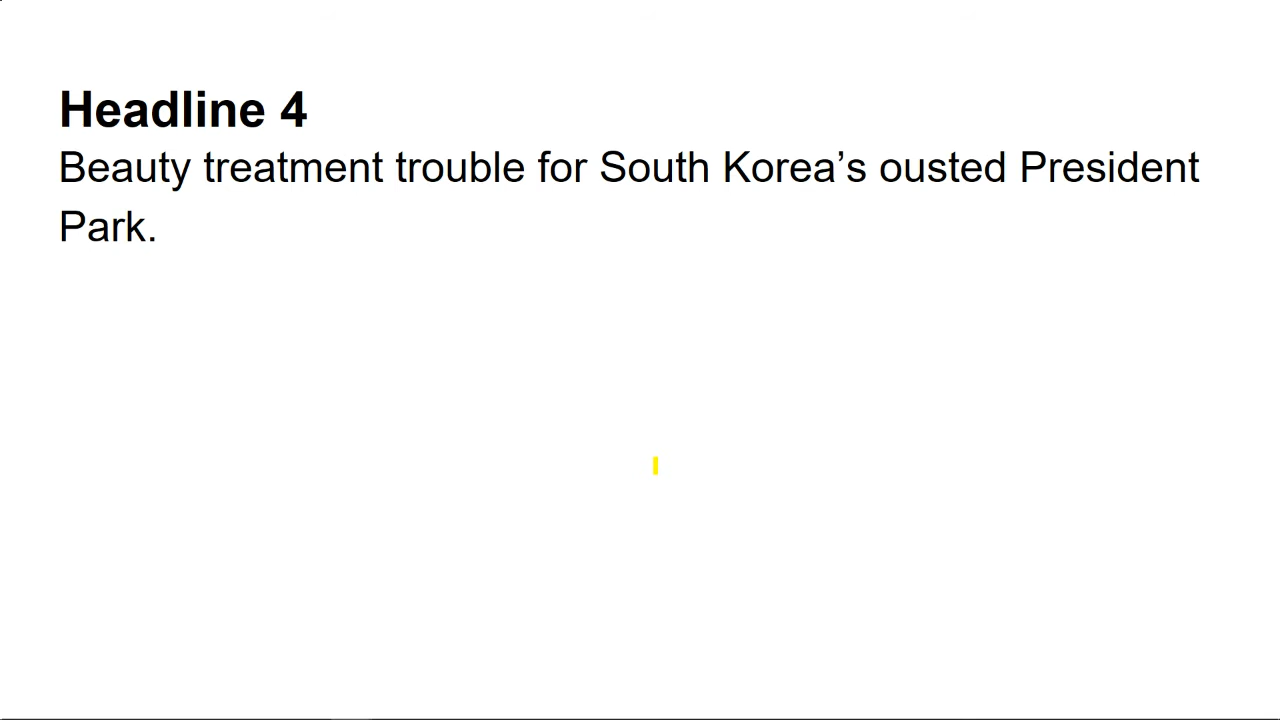 Headline 4
Beauty treatment trouble for South Korea’s ousted President
Park.